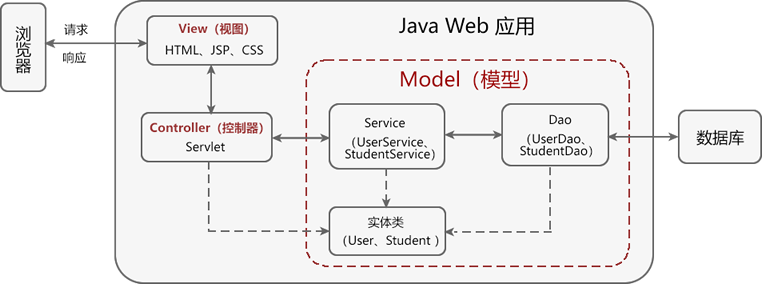 浏览器
请求
响应
Java Web 应用
View（视图）
HTML、JSP、CSS
Model（模型）
Controller（控制器）
Servlet
Service
（UserService、
StudentService）
Dao
（UserDao、
StudentDao）
数据库
实体类
（User、Student ）